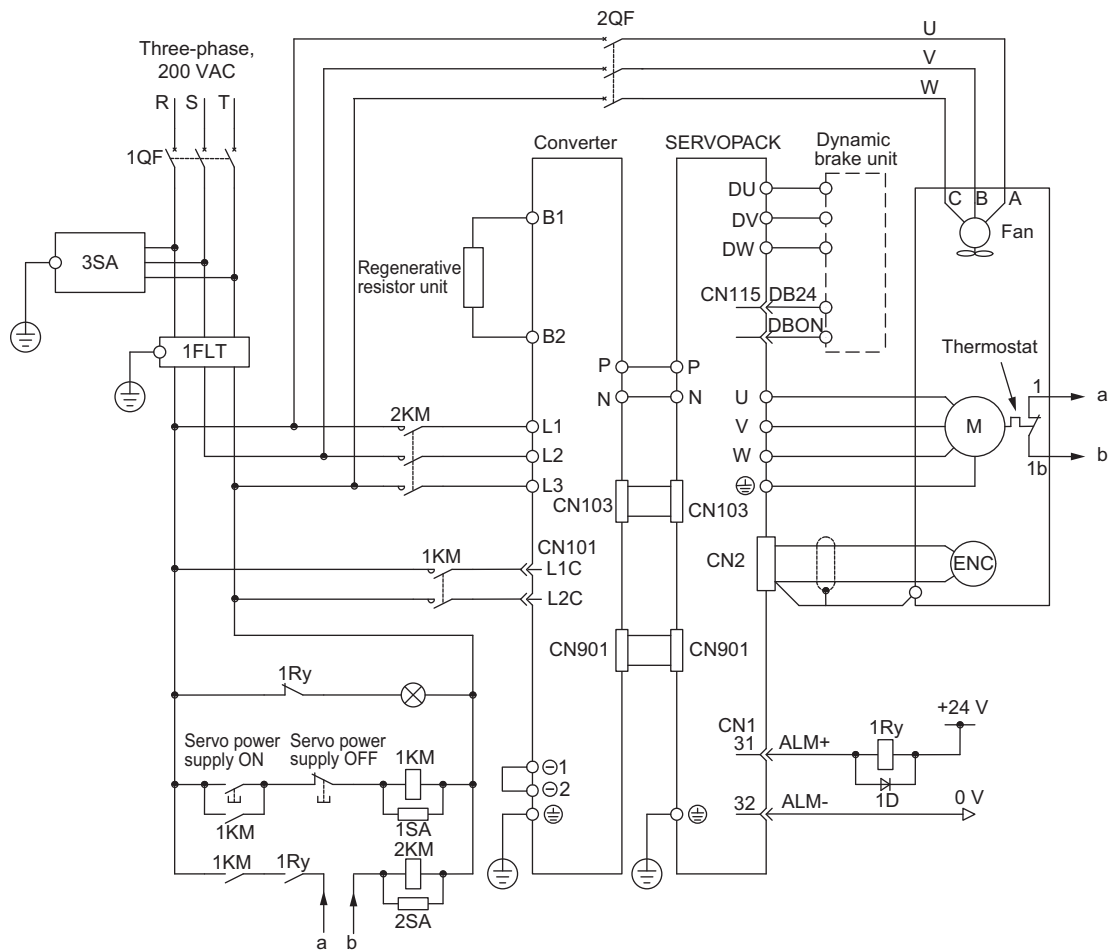 2QF
U
V
W
Three-phase,
200 VAC
R S T
1QF
3SA
1FLT
Converter
SERVOPACK
Dynamic
brake unit
B1
Regenerative
resistor unit
B2
DU
DV
DW
CN115 DB24
DBON
C B A
Fan
Thermostat
P
P
N
N
U
V
W
M
1
a
1b
b
2KM
L1
L2
L3
CN103
CN103
1KM
CN101
L1C
L2C
CN2
ENC
CN901
CN901
1Ry
Servo power
supply ON
Servo power
supply OFF
1KM
1KM
1SA
1KM
1Ry
2KM
2SA
a
b
1
2
CN1
31
ALM+
1Ry
+24 V
1D
32
ALM-
0 V